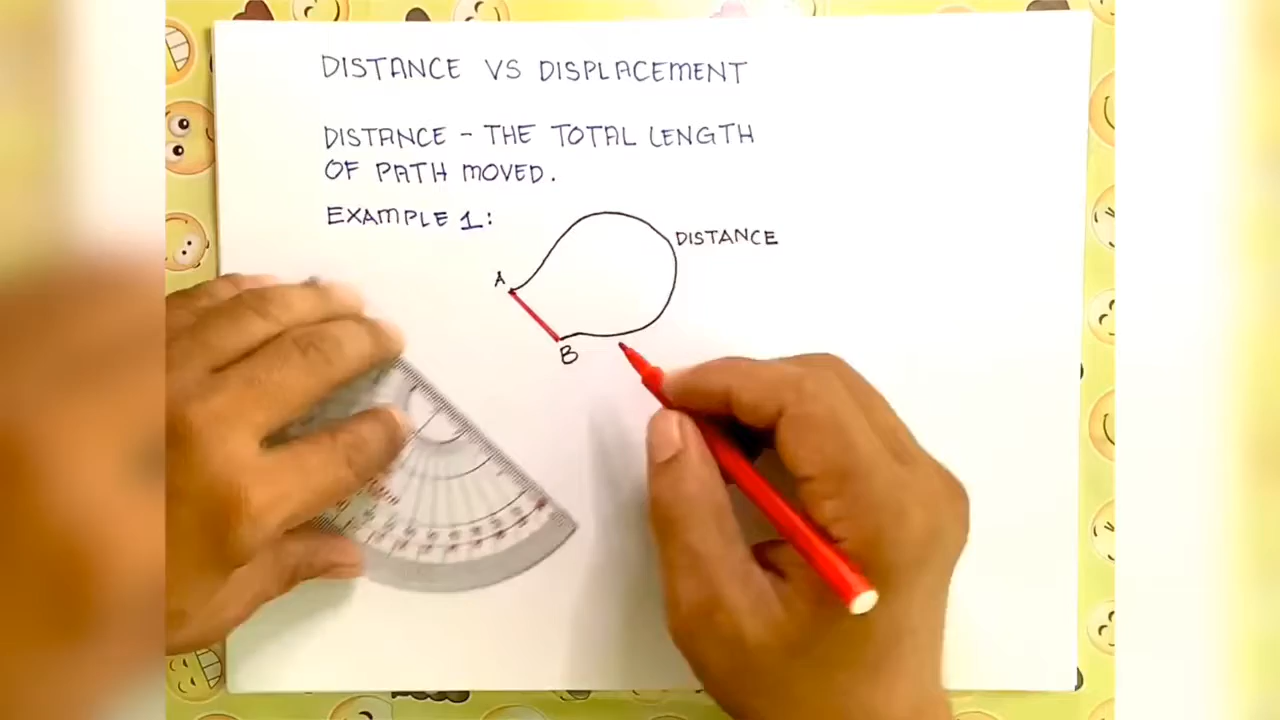 DISTANCE VS DISPLACEMENT
DISTANCE - THE TOTAL LENGTH
OF PATH MOVED.
EXAMPLE 1:
DISTANCE
A
B